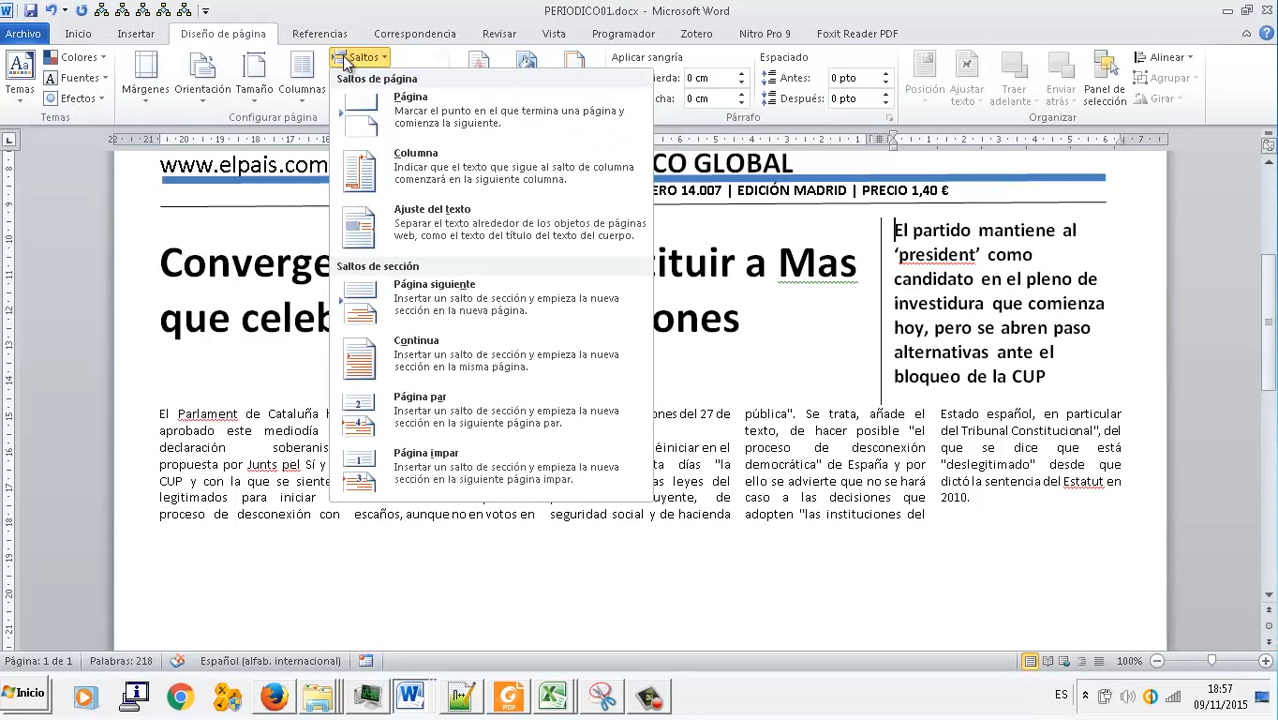 PERIODICO01.docx - Microsoft Word
Archivo Inicio Insertar Diseño de página Referencias Correspondencia Revisar Vista Programador Zotero Nitro Pro 9 Foxit Reader PDF
Temas
Colores
Fuentes
Efectos
Temas
Márgenes Orientación Tamaño Columnas
Configurar página
Saltos
Aplicar sangría
0 cm
0 cm
Espaciado
Antes: 0 pto
Después: 0 pto
Párrafo
Posición Ajustar texto Traer adelante Enviar atrás Panel de selección
Alinear
Agrupar
Girar
Organizar
Saltos de página
Página
Marcar el punto en el que termina una página y
comienza la siguiente.
Columna
Indicar que el texto que sigue al salto de columna
comenzará en la siguiente columna.
Ajuste del texto
Separar el texto alrededor de los objetos de páginas
web, como el texto del título del texto del cuerpo.
Saltos de sección
Página siguiente
Insertar un salto de sección y empieza la nueva
sección en la nueva página.
Continua
Insertar un salto de sección y empieza la nueva
sección en la misma página.
Página par
Insertar un salto de sección y empieza la nueva
sección en la siguiente página par.
Página impar
Insertar un salto de sección y empieza la nueva
sección en la siguiente página impar.
www.elpais.com CO GLOBAL
ERO 14.007 | EDICIÓN MADRID | PRECIO 1,40 €
Converge tituir a Mas
que celeb ones
El partido mantiene al
‘president’ como
candidato en el pleno de
investidura que comienza
hoy, pero se abren paso
alternativas ante el
bloqueo de la CUP
El Parlament de Cataluña
aprobado este mediodía
declaración soberanis
propuesta por Junts pel Sí y
CUP y con la que se siente
legitimados para iniciar
proceso de desconexión con
escaños, aunque no en votos en
ones del 27 de
reiniciar en el
ta días "la
leyes del
uyente, de
seguridad social y de hacienda
pública". Se trata, añade el
texto, de hacer posible "el
proceso de desconexión
democrática" de España y por
ello se advierte que no se hará
caso a las decisiones que
adopten "las instituciones del
Estado español, en particular
del Tribunal Constitucional", del
que se dice que está
"deslegitimado" desde que
dictó la sentencia del Estatut en
2010.
Página: 1 de 1 Palabras: 218 Español (alfab. internacional) 100%
Inicio ES 18:57
09/11/2015